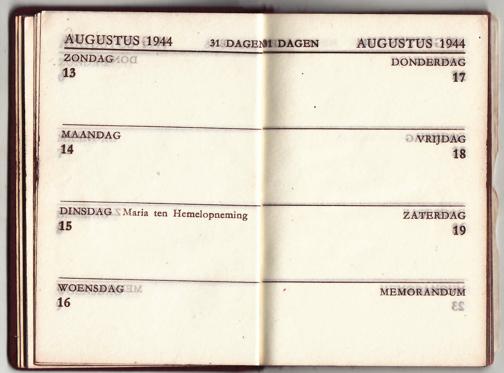 AUGUSTUS 1944 31 DAGEN
ZONDAG
13
MAANDAG
14
DINSDAG Maria ten Hemelopneming
15
WOENSDAG
16
31 DAGEN AUGUSTUS 1944
DONDERDAG
17
VRIJDAG
18
ZATERDAG
19
MEMORANDUM